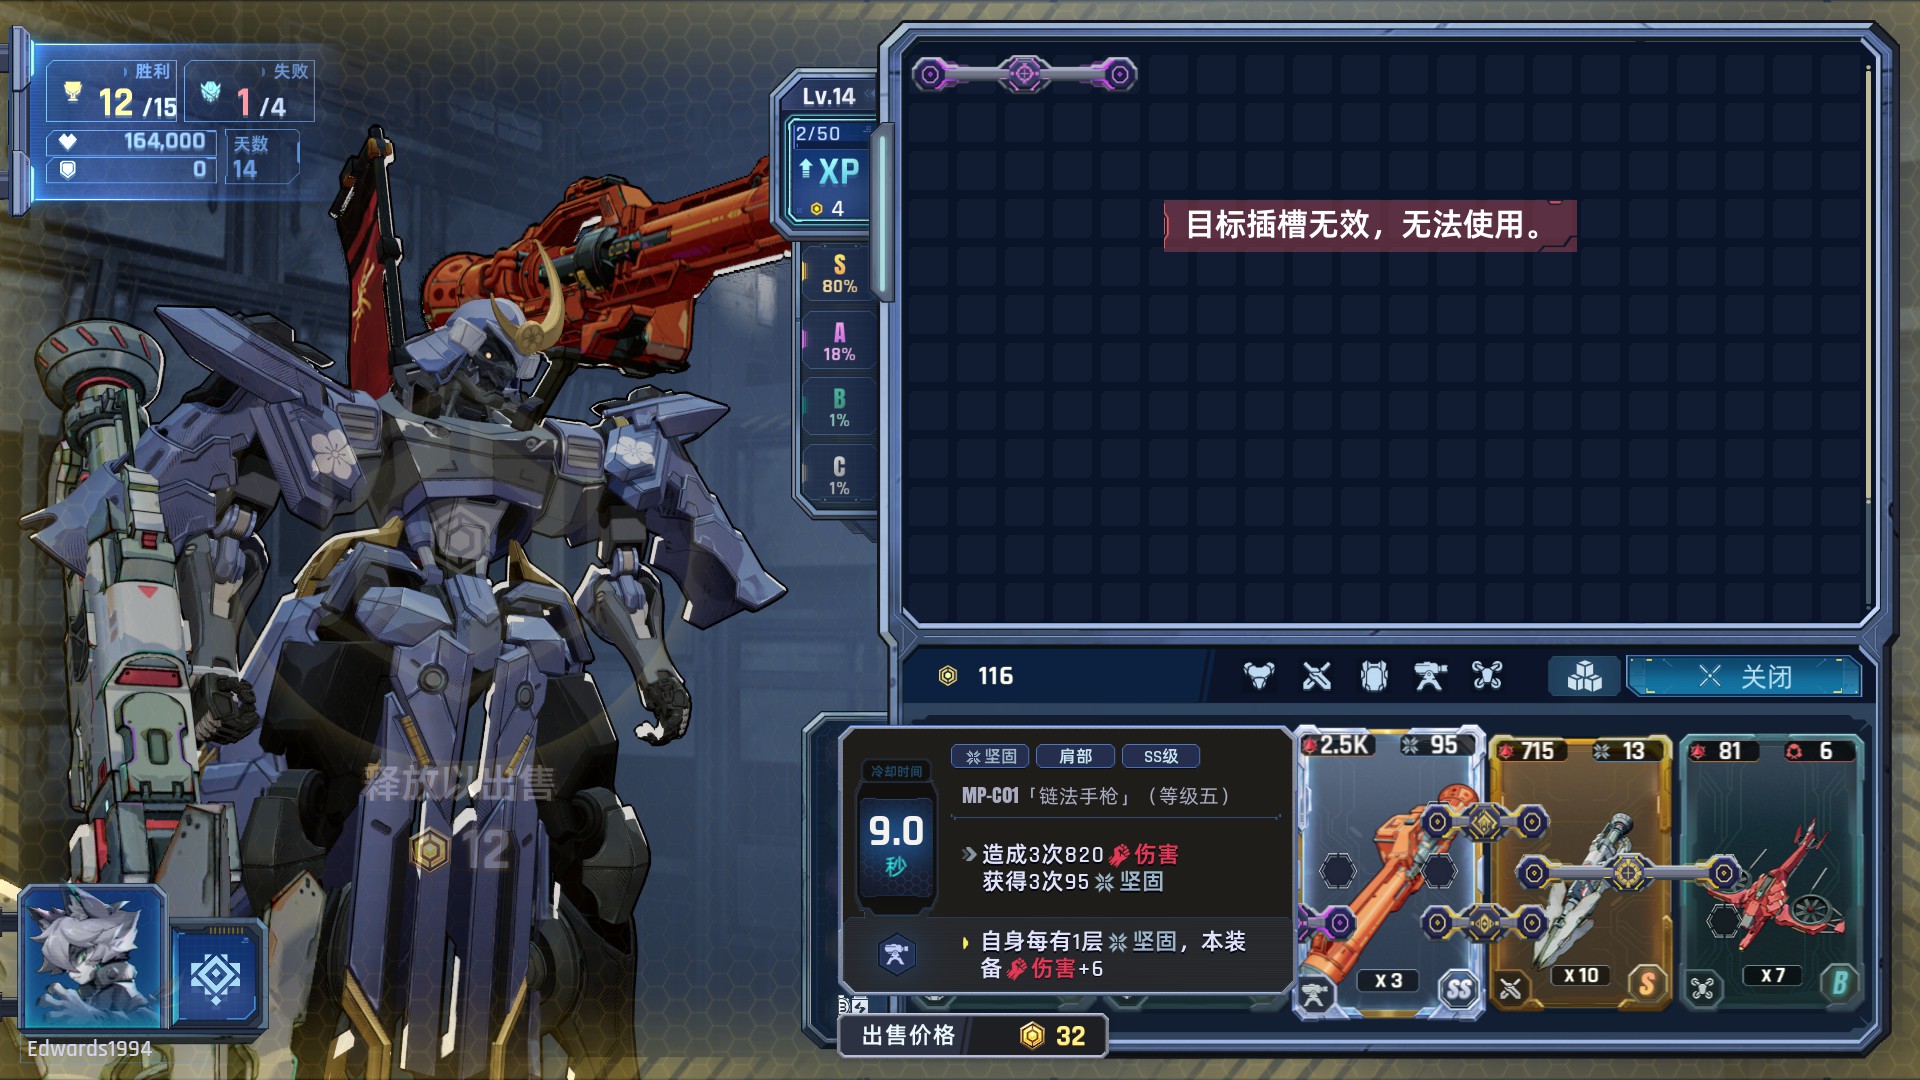 胜利
12 /15
失败
1 /4
164,000
0
天数
14
Lv.14
2/50
XP
4
S
80%
A
18%
B
1%
C
1%
目标插槽无效，无法使用。
116
关闭
释放以出售
12
冷却时间
9.0
秒
坚固
肩部
SS级
MP-C01「链法手枪」（等级五）
造成3次820伤害
获得3次95坚固
自身每有1层坚固，本装
备伤害+6
出售价格
32
2.5K
95
X 3
SS
715
13
X 10
S
81
6
X 7
B
Edwards1994